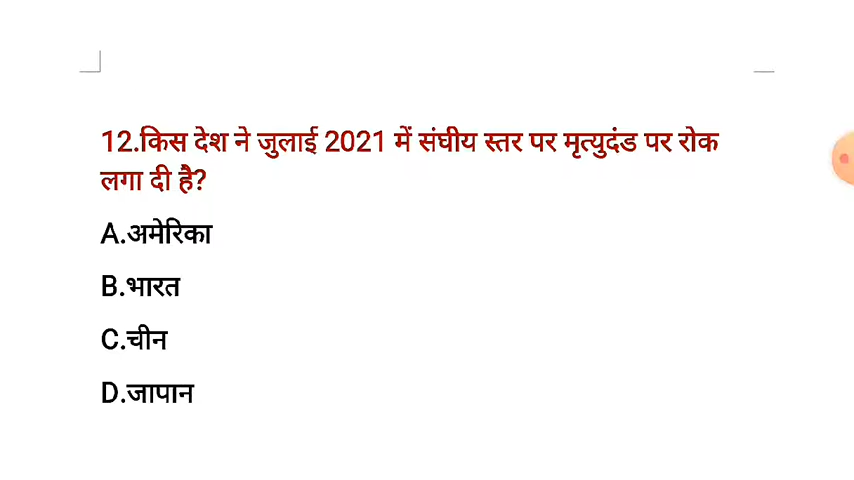 12.किस देश ने जुलाई 2021 में संघीय स्तर पर मृत्युदंड पर रोक
लगा दी है?
A.अमेरिका
B.भारत
C.चीन
D.जापान